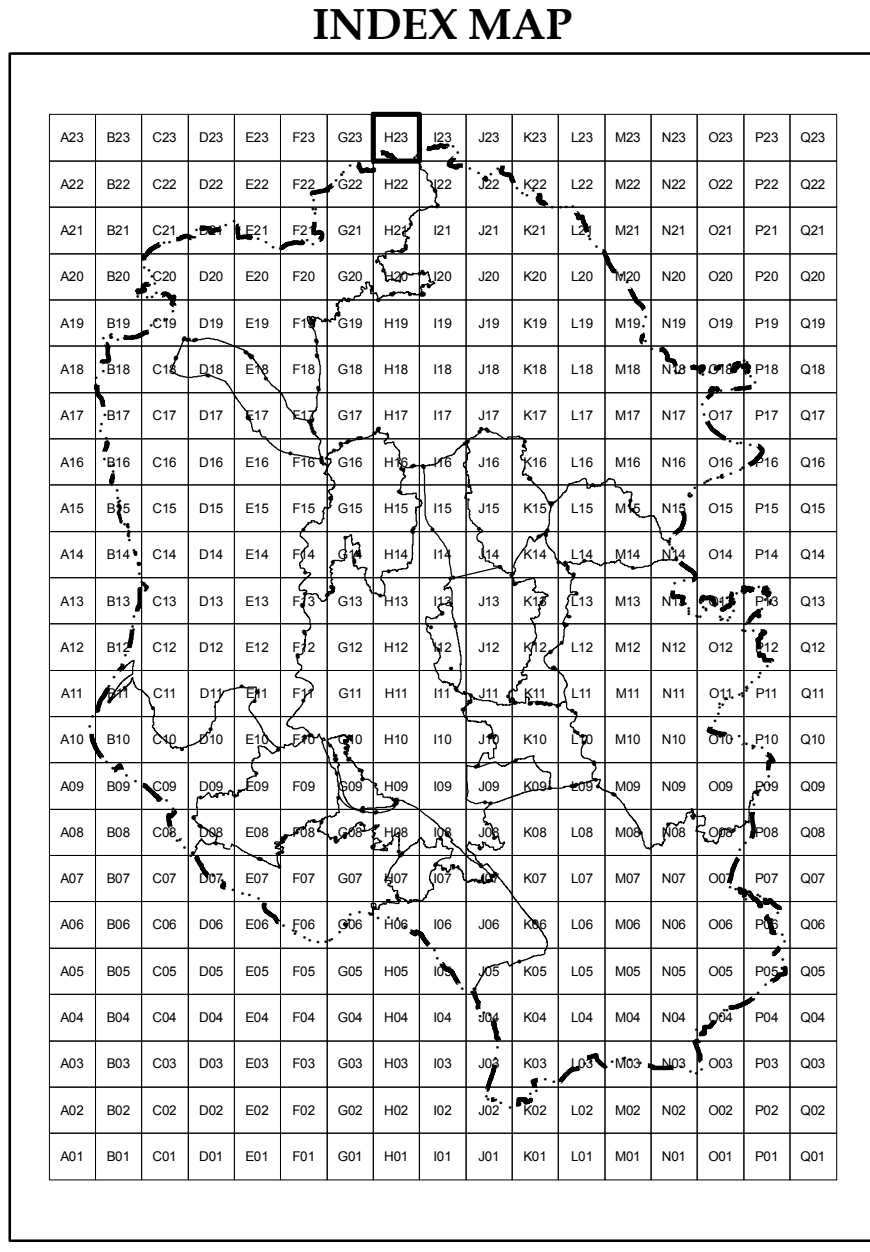 INDEX MAP
A23 B23 C23 D23 E23 F23 G23 H23 I23 J23 K23 L23 M23 N23 O23 P23 Q23
A22 B22 C22 D22 E22 F22 G22 H22 I22 J22 K22 L22 M22 N22 O22 P22 Q22
A21 B21 C21 D21 E21 F21 G21 H21 I21 J21 K21 L21 M21 N21 O21 P21 Q21
A20 B20 C20 D20 E20 F20 G20 H20 I20 J20 K20 L20 M20 N20 O20 P20 Q20
A19 B19 C19 D19 E19 F19 G19 H19 I19 J19 K19 L19 M19 N19 O19 P19 Q19
A18 B18 C18 D18 E18 F18 G18 H18 I18 J18 K18 L18 M18 N18 O18 P18 Q18
A17 B17 C17 D17 E17 F17 G17 H17 I17 J17 K17 L17 M17 N17 O17 P17 Q17
A16 B16 C16 D16 E16 F16 G16 H16 I16 J16 K16 L16 M16 N16 O16 P16 Q16
A15 B15 C15 D15 E15 F15 G15 H15 I15 J15 K15 L15 M15 N15 O15 P15 Q15
A14 B14 C14 D14 E14 F14 G14 H14 I14 J14 K14 L14 M14 N14 O14 P14 Q14
A13 B13 C13 D13 E13 F13 G13 H13 I13 J13 K13 L13 M13 N13 O13 P13 Q13
A12 B12 C12 D12 E12 F12 G12 H12 I12 J12 K12 L12 M12 N12 O12 P12 Q12
A11 B11 C11 D11 E11 F11 G11 H11 I11 J11 K11 L11 M11 N11 O11 P11 Q11
A10 B10 C10 D10 E10 F10 G10 H10 I10 J10 K10 L10 M10 N10 O10 P10 Q10
A09 B09 C09 D09 E09 F09 G09 H09 I09 J09 K09 L09 M09 N09 O09 P09 Q09
A08 B08 C08 D08 E08 F08 G08 H08 I08 J08 K08 L08 M08 N08 O08 P08 Q08
A07 B07 C07 D07 E07 F07 G07 H07 I07 J07 K07 L07 M07 N07 O07 P07 Q07
A06 B06 C06 D06 E06 F06 G06 H06 I06 J06 K06 L06 M06 N06 O06 P06 Q06
A05 B05 C05 D05 E05 F05 G05 H05 I05 J05 K05 L05 M05 N05 O05 P05 Q05
A04 B04 C04 D04 E04 F04 G04 H04 I04 J04 K04 L04 M04 N04 O04 P04 Q04
A03 B03 C03 D03 E03 F03 G03 H03 I03 J03 K03 L03 M03 N03 O03 P03 Q03
A02 B02 C02 D02 E02 F02 G02 H02 I02 J02 K02 L02 M02 N02 O02 P02 Q02
A01 B01 C01 D01 E01 F01 G01 H01 I01 J01 K01 L01 M01 N01 O01 P01 Q01